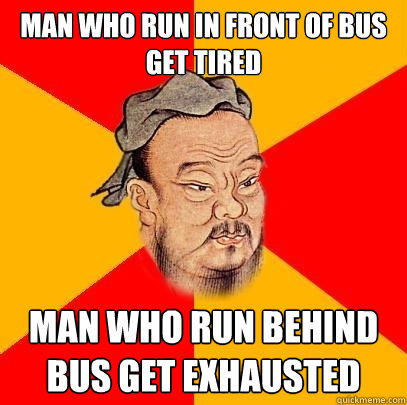 MAN WHO RUN IN FRONT OF BUS
GET TIRED
MAN WHO RUN BEHIND
BUS GET EXHAUSTED
quickmeme.com